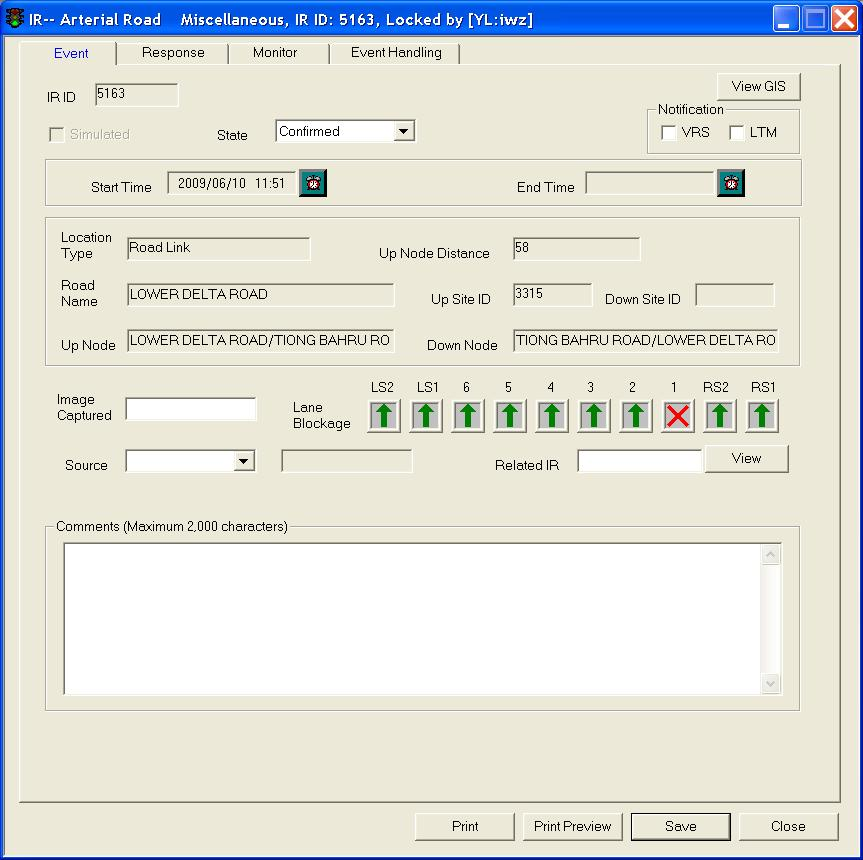 IR-- Arterial Road Miscellaneous, IR ID: 5163, Locked by [YL:iwz]
Event Response Monitor Event Handling
IR ID 5163 View GIS
Notification
Simulated State Confirmed VRS LTM
Start Time 2009/06/10 11:51 End Time
Location Type Road Link Up Node Distance 58
Road Name LOWER DELTA ROAD Up Site ID 3315 Down Site ID
Up Node LOWER DELTA ROAD/TIONG BAHRU RO Down Node TIONG BAHRU ROAD/LOWER DELTA RO
LS2 LS1 6 5 4 3 2 1 RS2 RS1
Image Captured Lane Blockage
Source Related IR View
Comments (Maximum 2,000 characters)
Print Print Preview Save Close